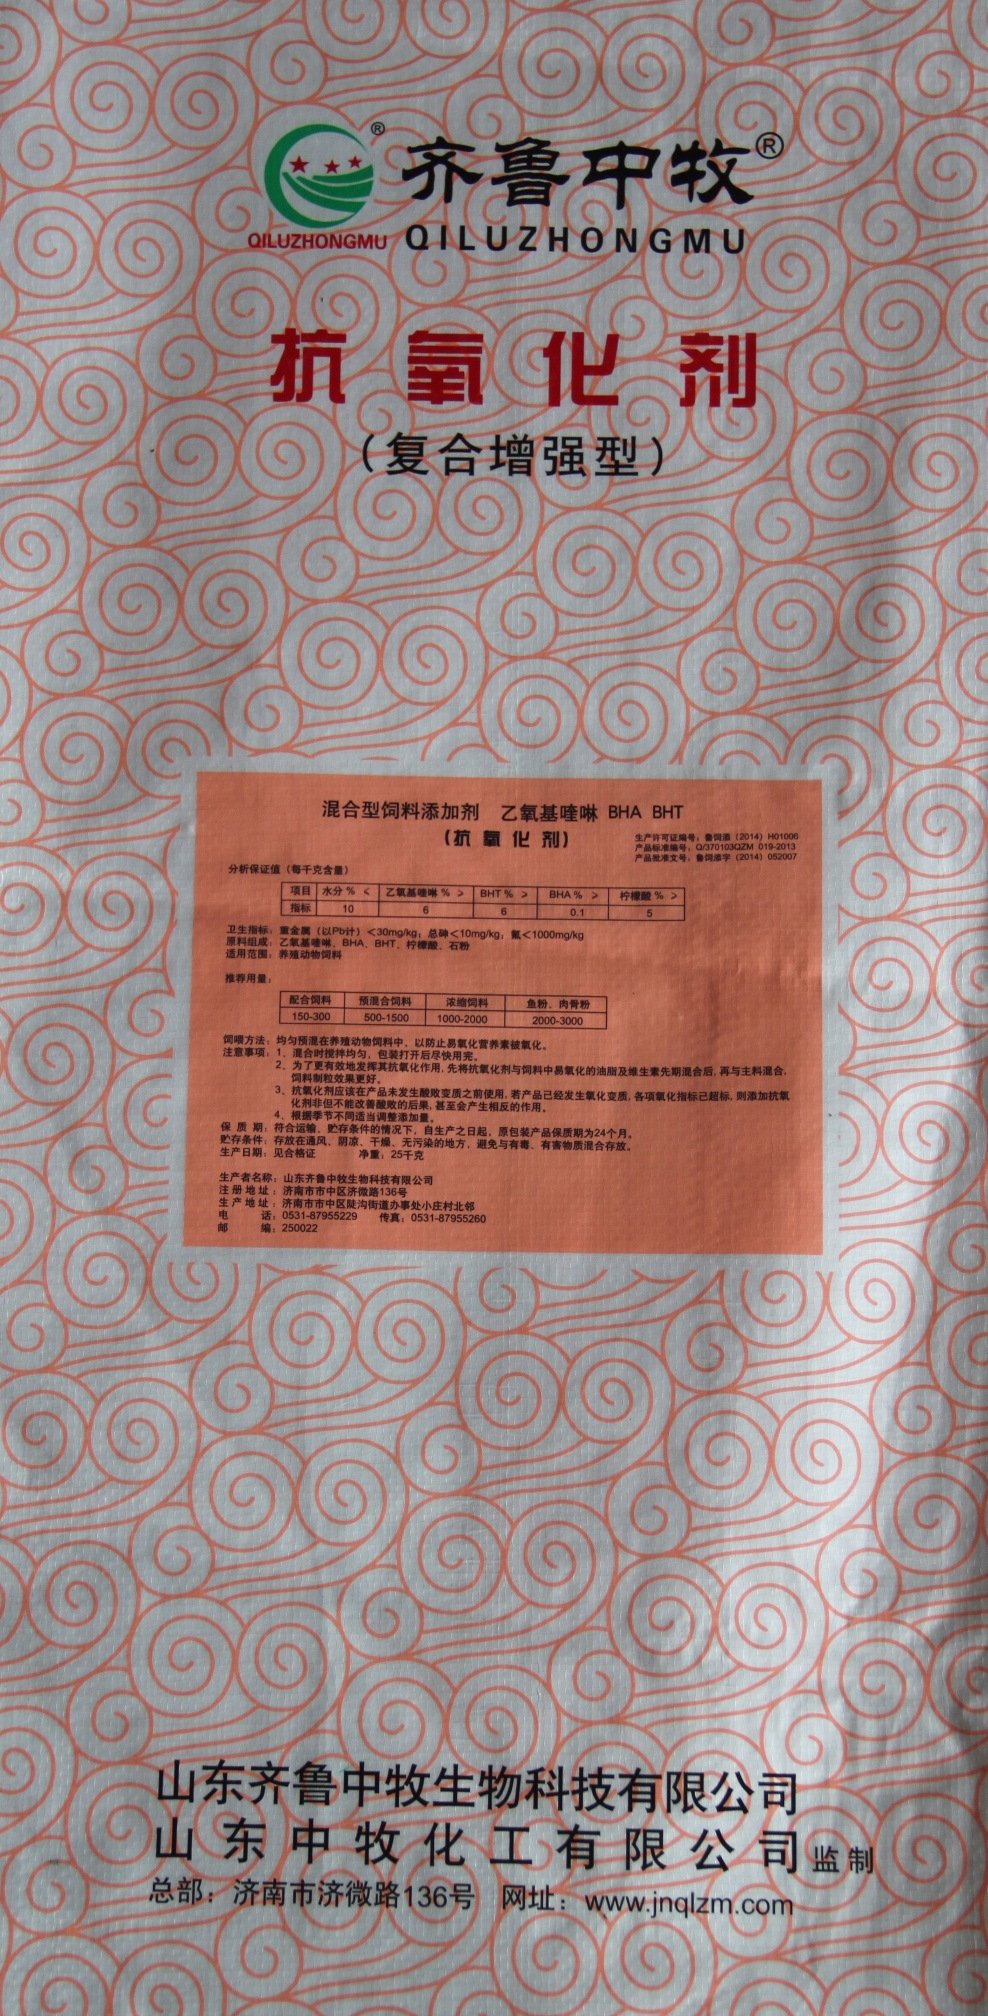 ®
齐鲁中牧®
QILUZHONGMU QILUZHONGMU
抗氧化剂
（复合增强型）
混合型饲料添加剂 乙氧基喹啉 BHA BHT
（抗氧化剂）
生产许可证编号：鲁饲添（2014）H01006
产品标准编号：Q/370103QZM 019-2013
产品批准文号：鲁饲添字（2014）052007
分析保证值（每千克含量）
项目 水分 % < 乙氧基喹啉 % > BHT % > BHA % > 柠檬酸 % >
指标 10 6 6 0.1 5
卫生指标：重金属（以Pb计）<30mg/kg；总砷<10mg/kg；氟<1000mg/kg
原料组成：乙氧基喹啉、BHA、BHT、柠檬酸、石粉
适用范围：养殖动物饲料
推荐用量：
配合饲料 预混合饲料 浓缩饲料 鱼粉、肉骨粉
150-300 500-1500 1000-2000 2000-3000
饲喂方法：均匀预混在养殖动物饲料中，以防止易氧化营养素被氧化。
注意事项：1、混合时搅拌均匀，包装打开后尽快用完。
2、为了更有效地发挥其抗氧化作用，先将抗氧化剂与饲料中易氧化的油脂及维生素先期混合后，再与主料混合，
饲料制粒效果更好。
3、抗氧化剂应该在产品未发生酸败变质之前使用，若产品已经发生氧化变质，各项氧化指标已超标，则添加抗氧
化剂非但不能改善酸败的后果，甚至会产生相反的作用。
4、根据季节不同适当调整添加量。
保 质 期：符合运输、贮存条件的情况下，自生产之日起，原包装产品保质期为24个月。
贮存条件：存放在通风、阴凉、干燥、无污染的地方，避免与有毒、有害物质混合存放。
生产日期：见合格证 净重：25千克
生产者名称：山东齐鲁中牧生物科技有限公司
注 册 地 址：济南市市中区济微路136号
生 产 地 址：济南市市中区陡沟街道办事处小庄村北邻
电 话：0531-87955229 传真：0531-87955260
邮 编：250022
山东齐鲁中牧生物科技有限公司
山东中牧化工有限公司监制
总部：济南市济微路136号 网址：www.jnqlzm.com